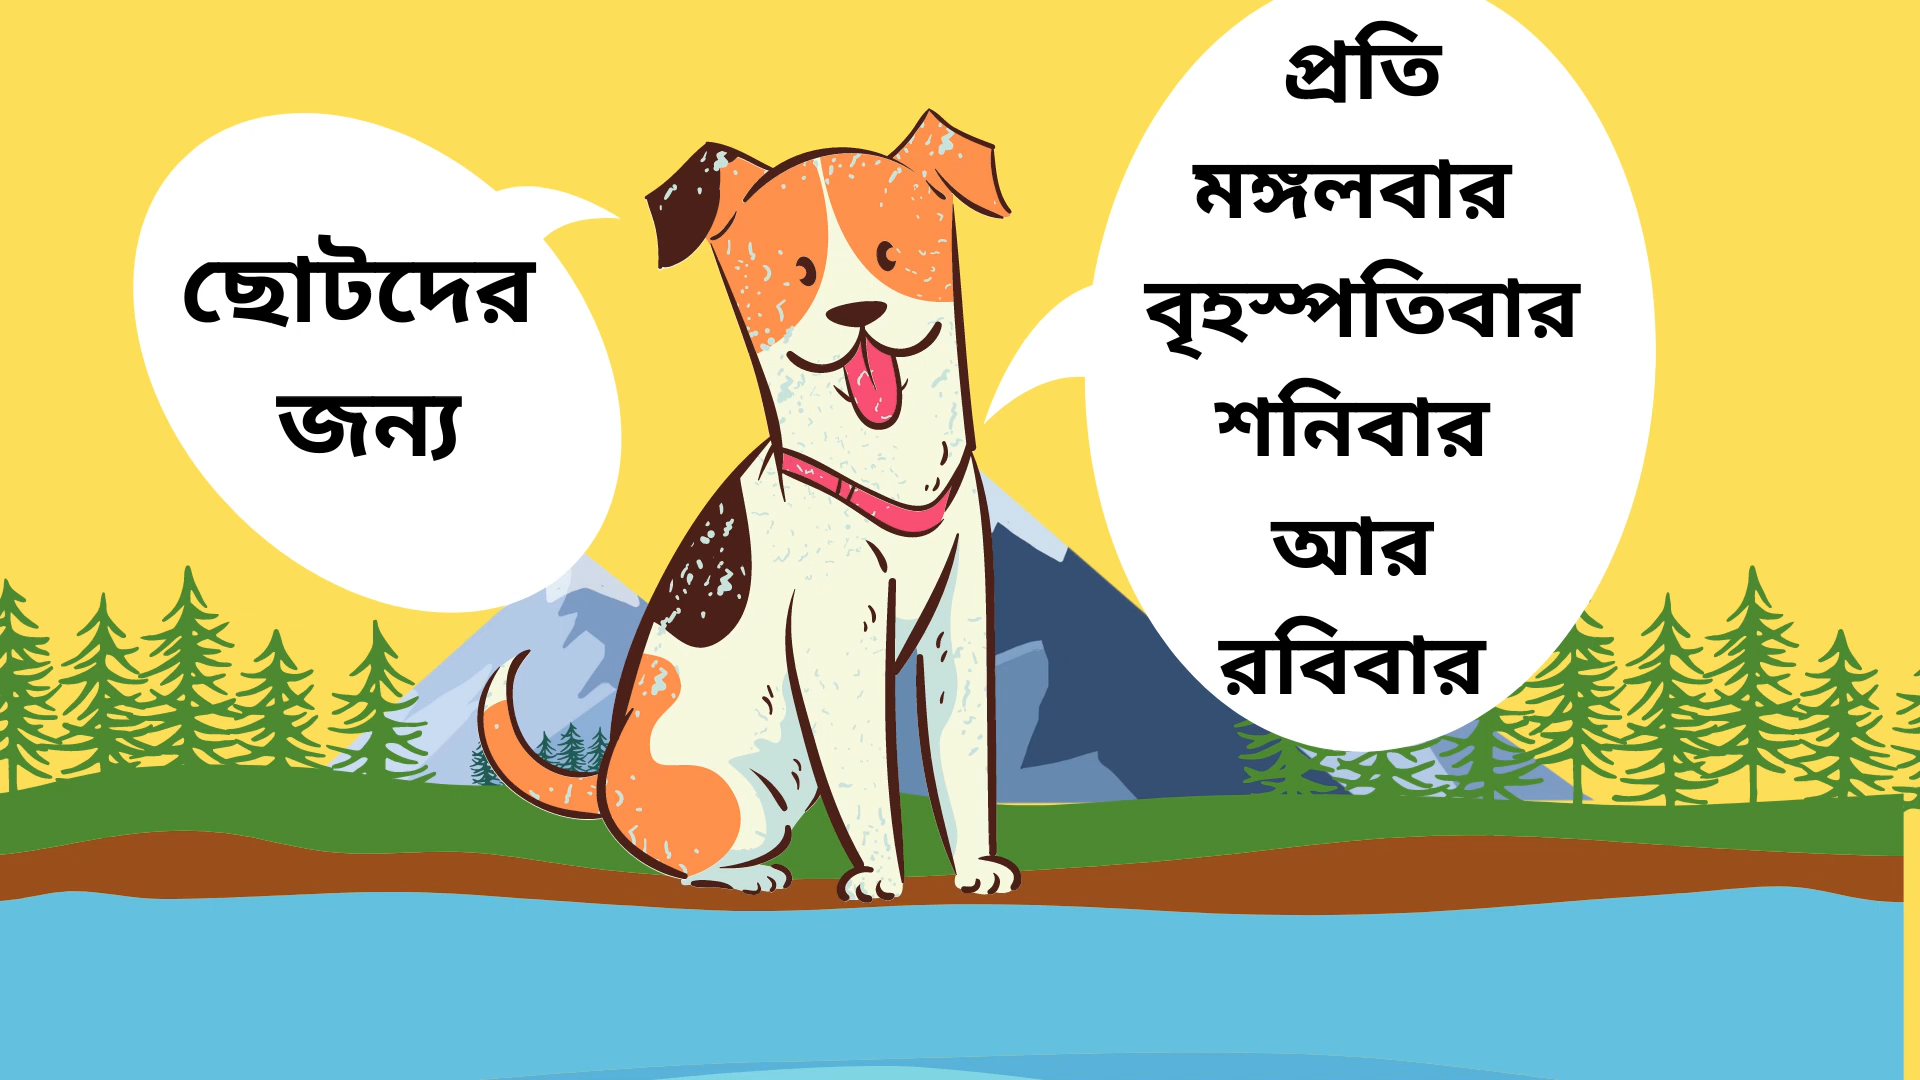 ছোটদের
জন্য
প্রতি
মঙ্গলবার
বৃহস্পতিবার
শনিবার
আর
রবিবার